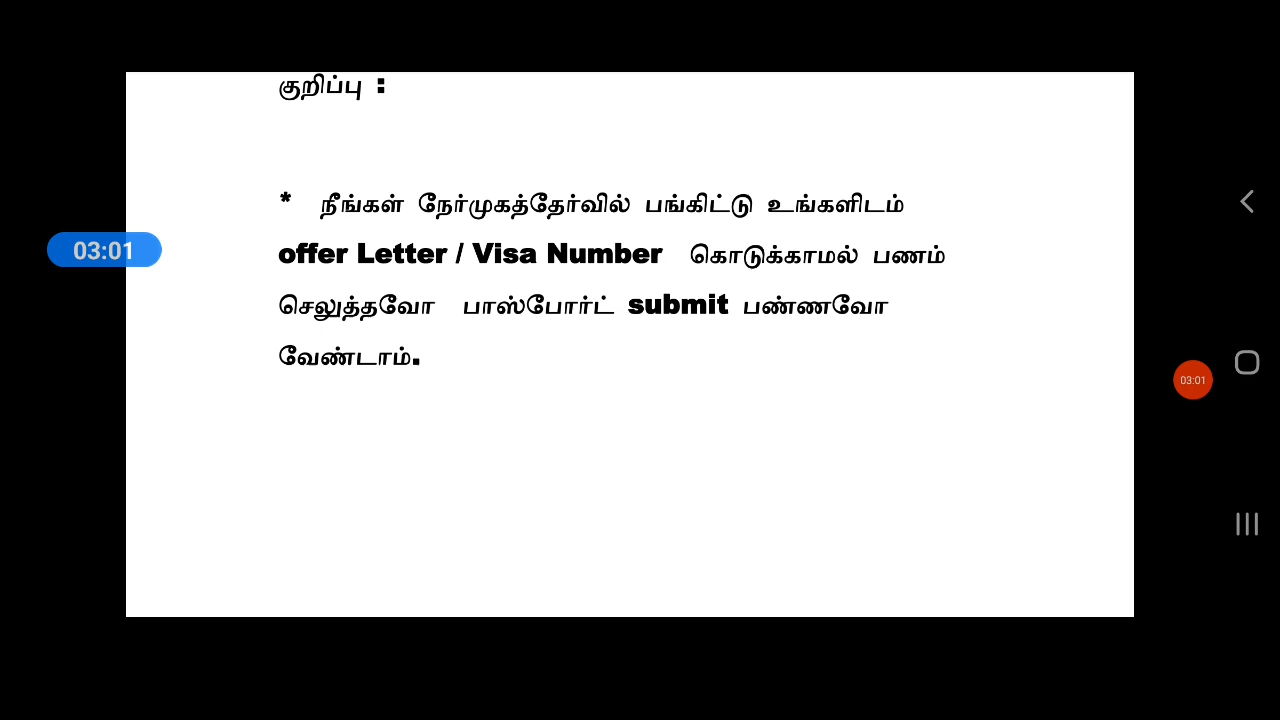 குறிப்பு :
* நீங்கள் நேர்முகத்தேர்வில் பங்கிட்டு உங்களிடம்
offer Letter / Visa Number கொடுக்காமல் பணம்
செலுத்தவோ பாஸ்போர்ட் submit பண்ணவோ
வேண்டாம்.
03:01
03:01